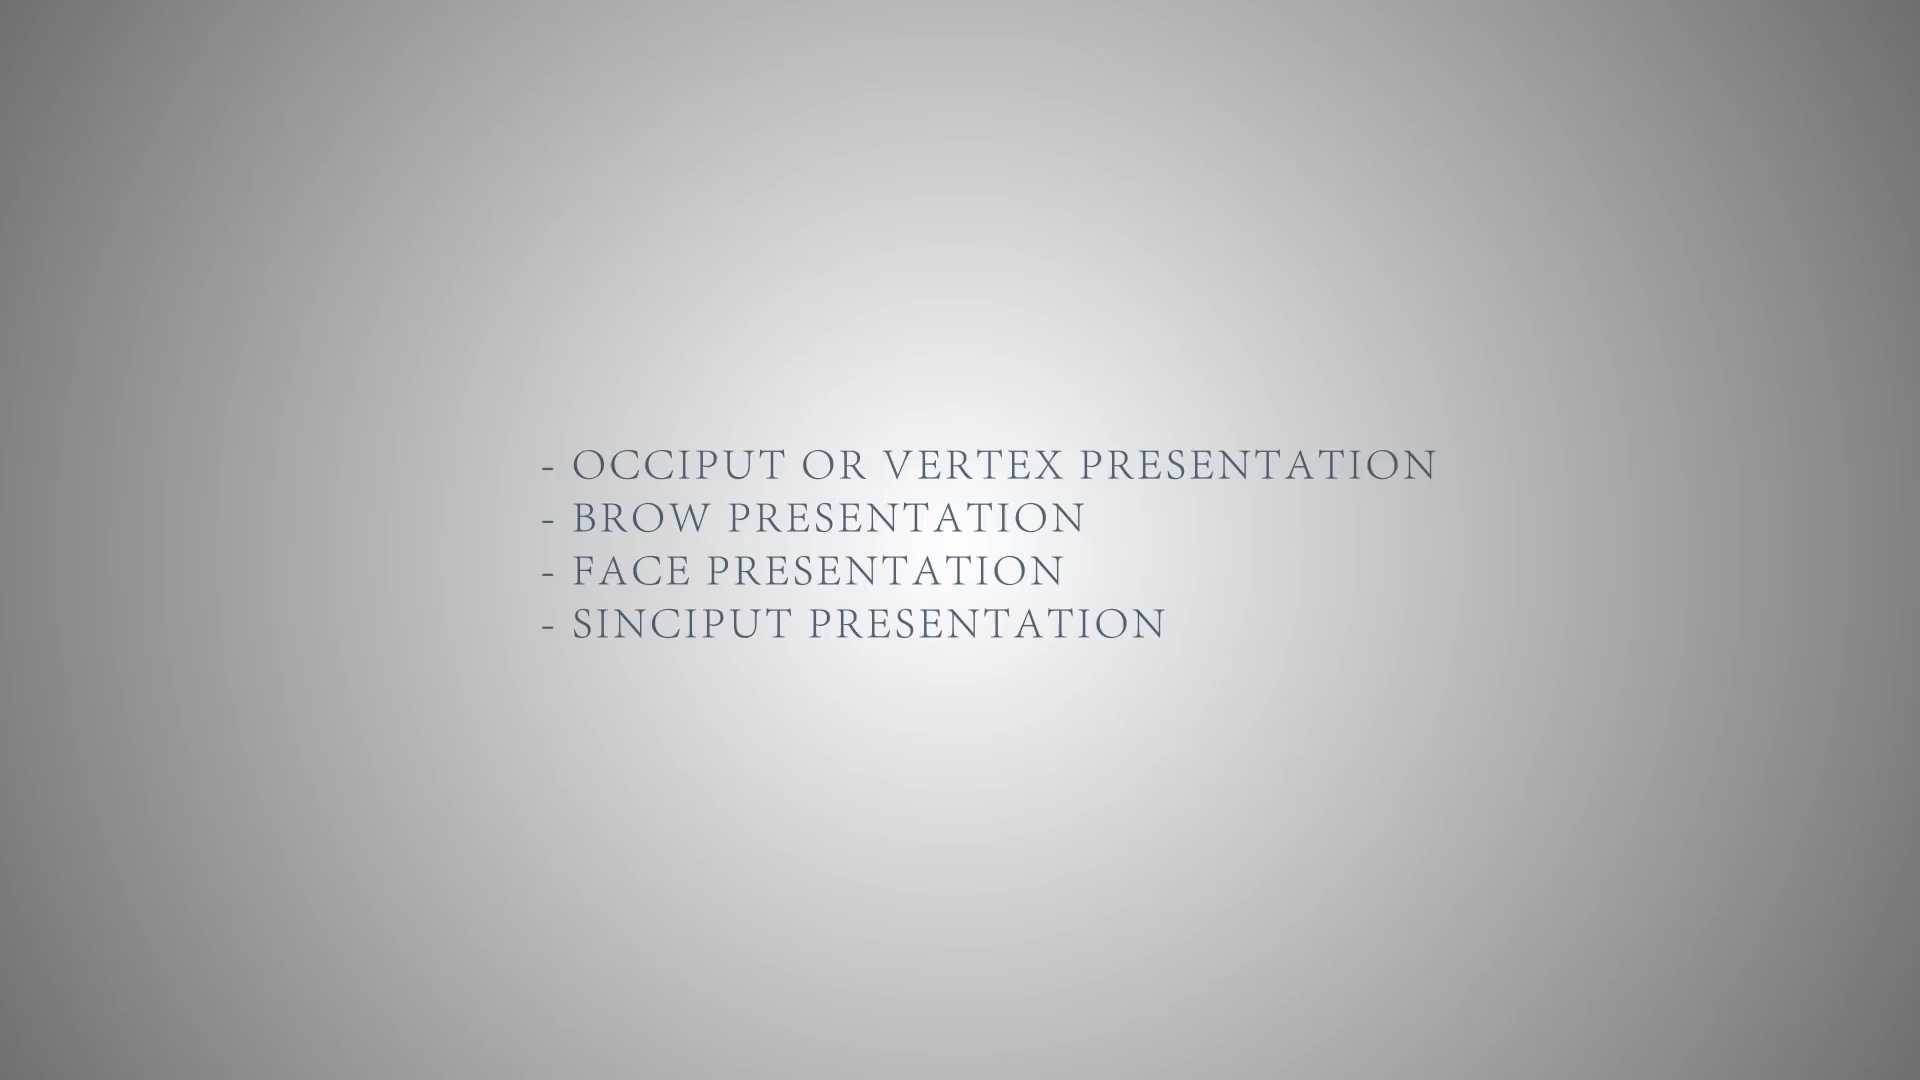 - OCCIPUT OR VERTEX PRESENTATION
- BROW PRESENTATION
- FACE PRESENTATION
- SINCIPUT PRESENTATION